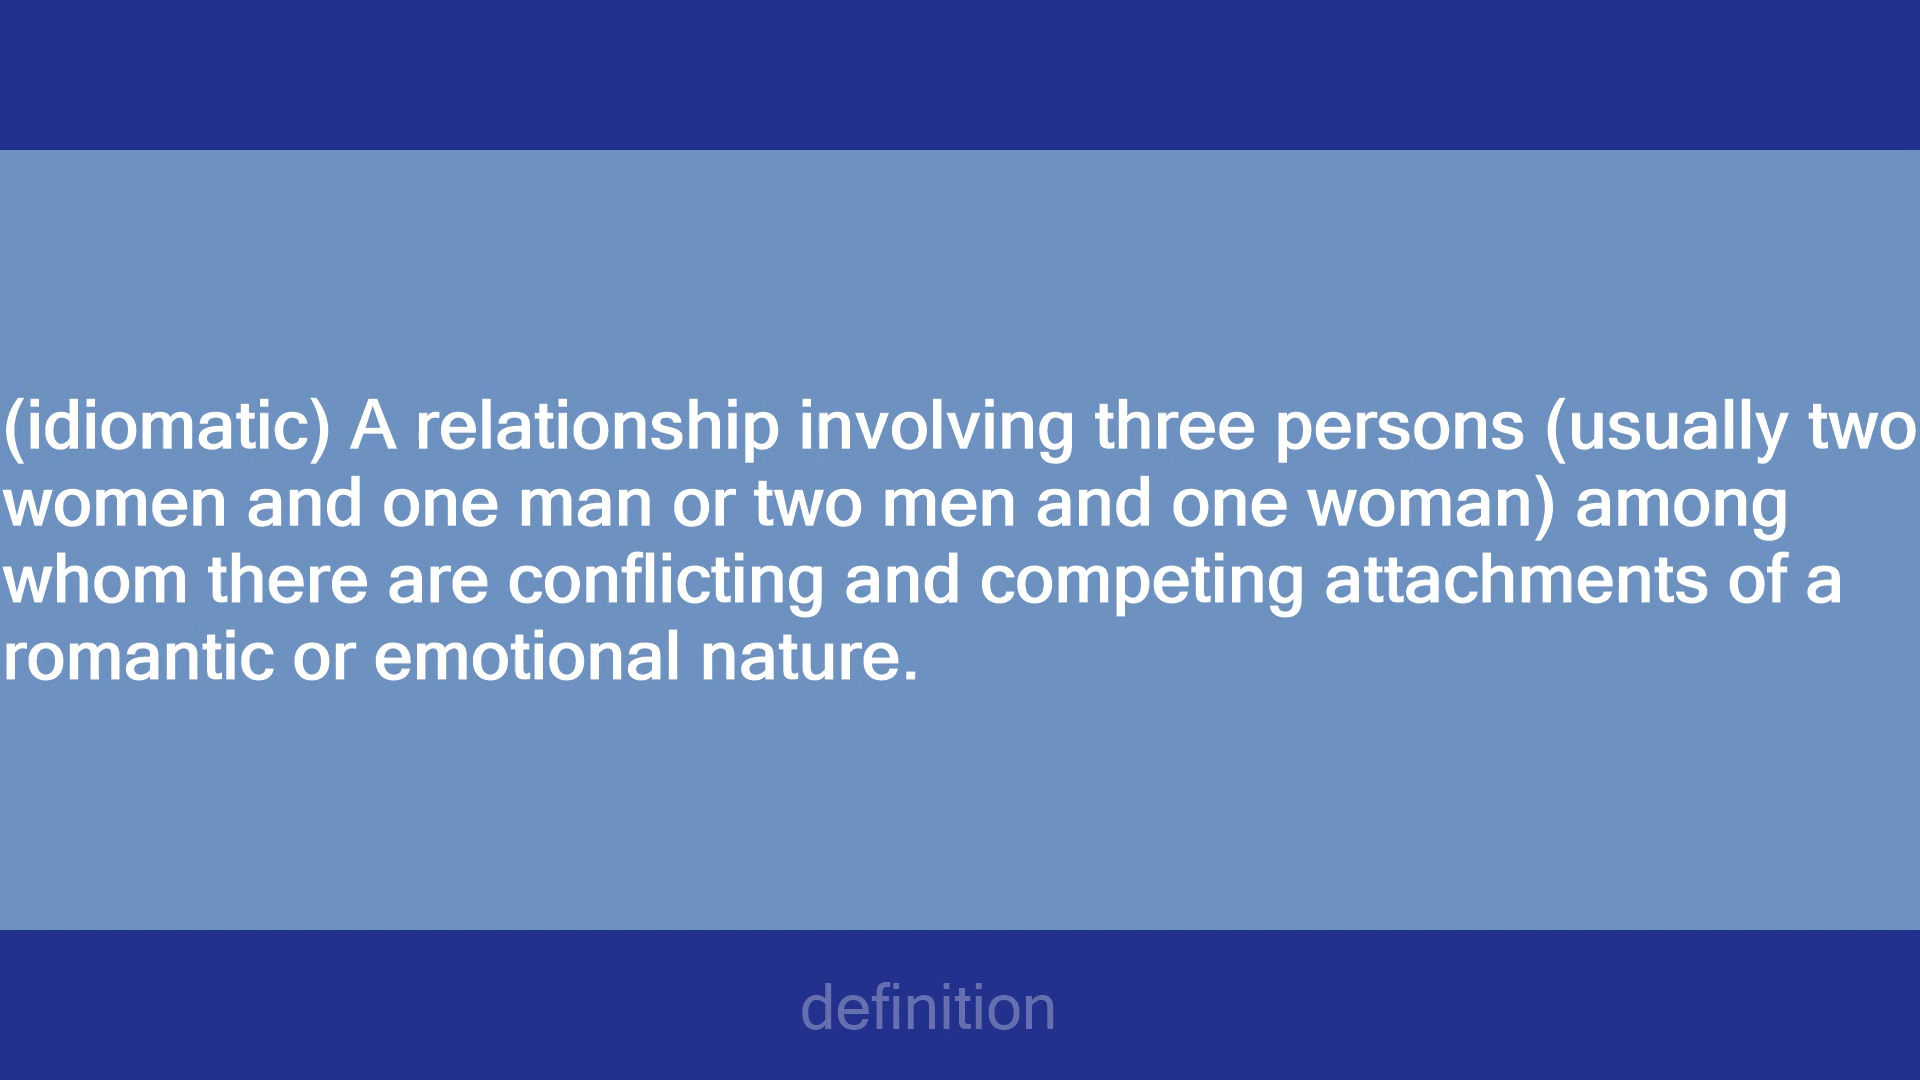 (idiomatic) A relationship involving three persons (usually two
women and one man or two men and one woman) among
whom there are conflicting and competing attachments of a
romantic or emotional nature.
definition